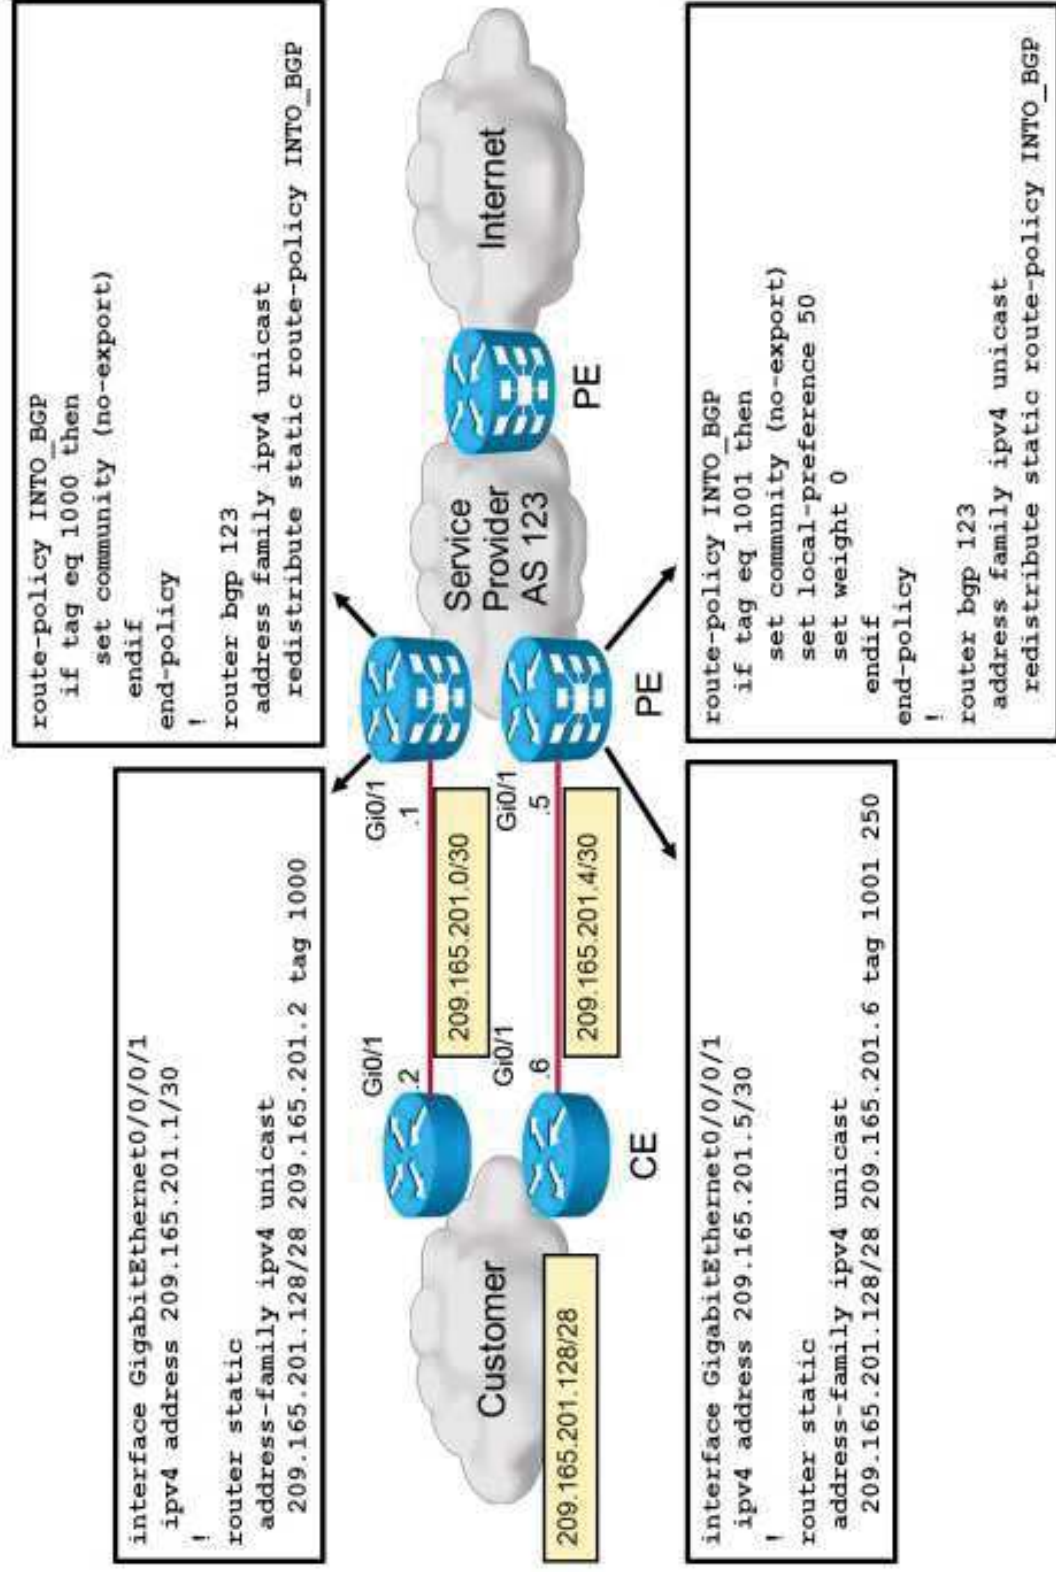 interface GigabitEthernet0/0/0/1
ipv4 address 209.165.201.1/30
!
router static
address-family ipv4 unicast
209.165.201.128/28 209.165.201.2 tag 1000
route-policy INTO_BGP
if tag eq 1000 then
set community (no-export)
endif
end-policy
!
router bgp 123
address family ipv4 unicast
redistribute static route-policy INTO_BGP
Gi0/1
.2
Gi0/1
.1
209.165.201.0/30
Customer
Service
Provider
AS 123
Internet
PE
Gi0/1
.6
Gi0/1
.5
209.165.201.4/30
209.165.201.128/28
CE
PE
interface GigabitEthernet0/0/0/1
ipv4 address 209.165.201.5/30
!
router static
address-family ipv4 unicast
209.165.201.128/28 209.165.201.6 tag 1001 250
route-policy INTO_BGP
if tag eq 1001 then
set community (no-export)
set local-preference 50
set weight 0
endif
end-policy
!
router bgp 123
address family ipv4 unicast
redistribute static route-policy INTO_BGP